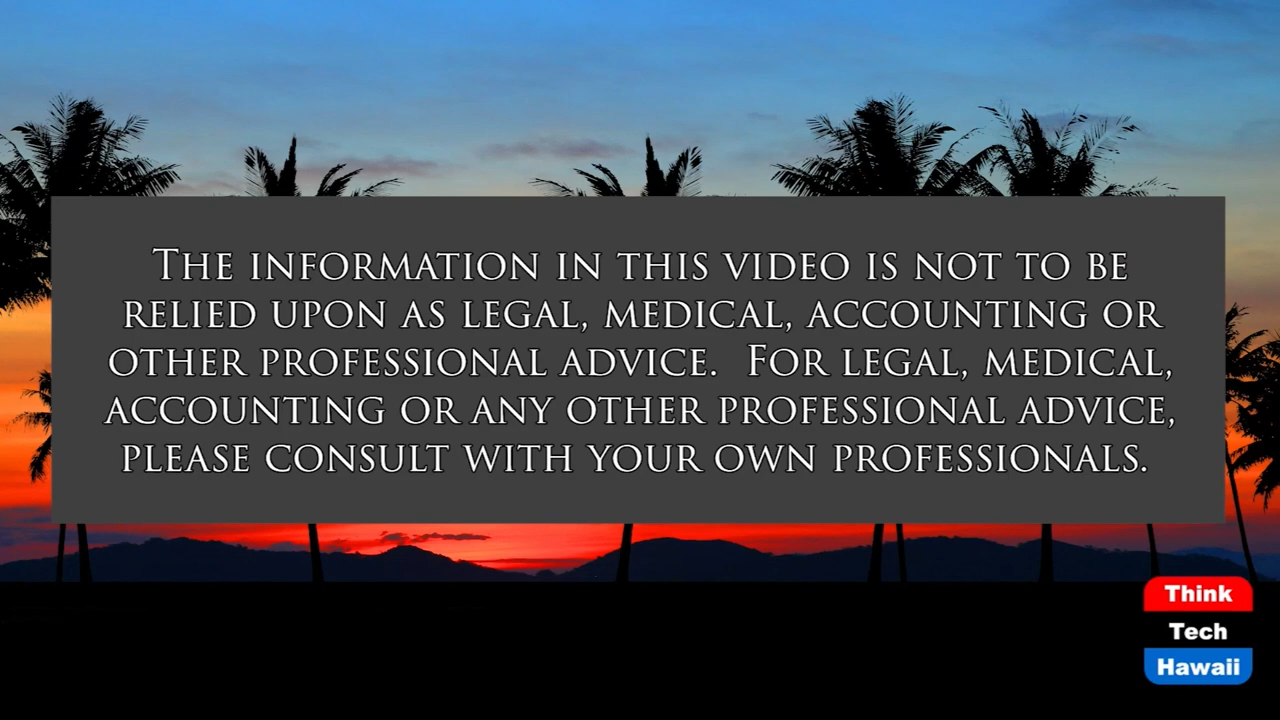 The information in this video is not to be
relied upon as legal, medical, accounting or
other professional advice.  For legal, medical,
accounting or any other professional advice,
please consult with your own professionals.
Think
Tech
Hawaii